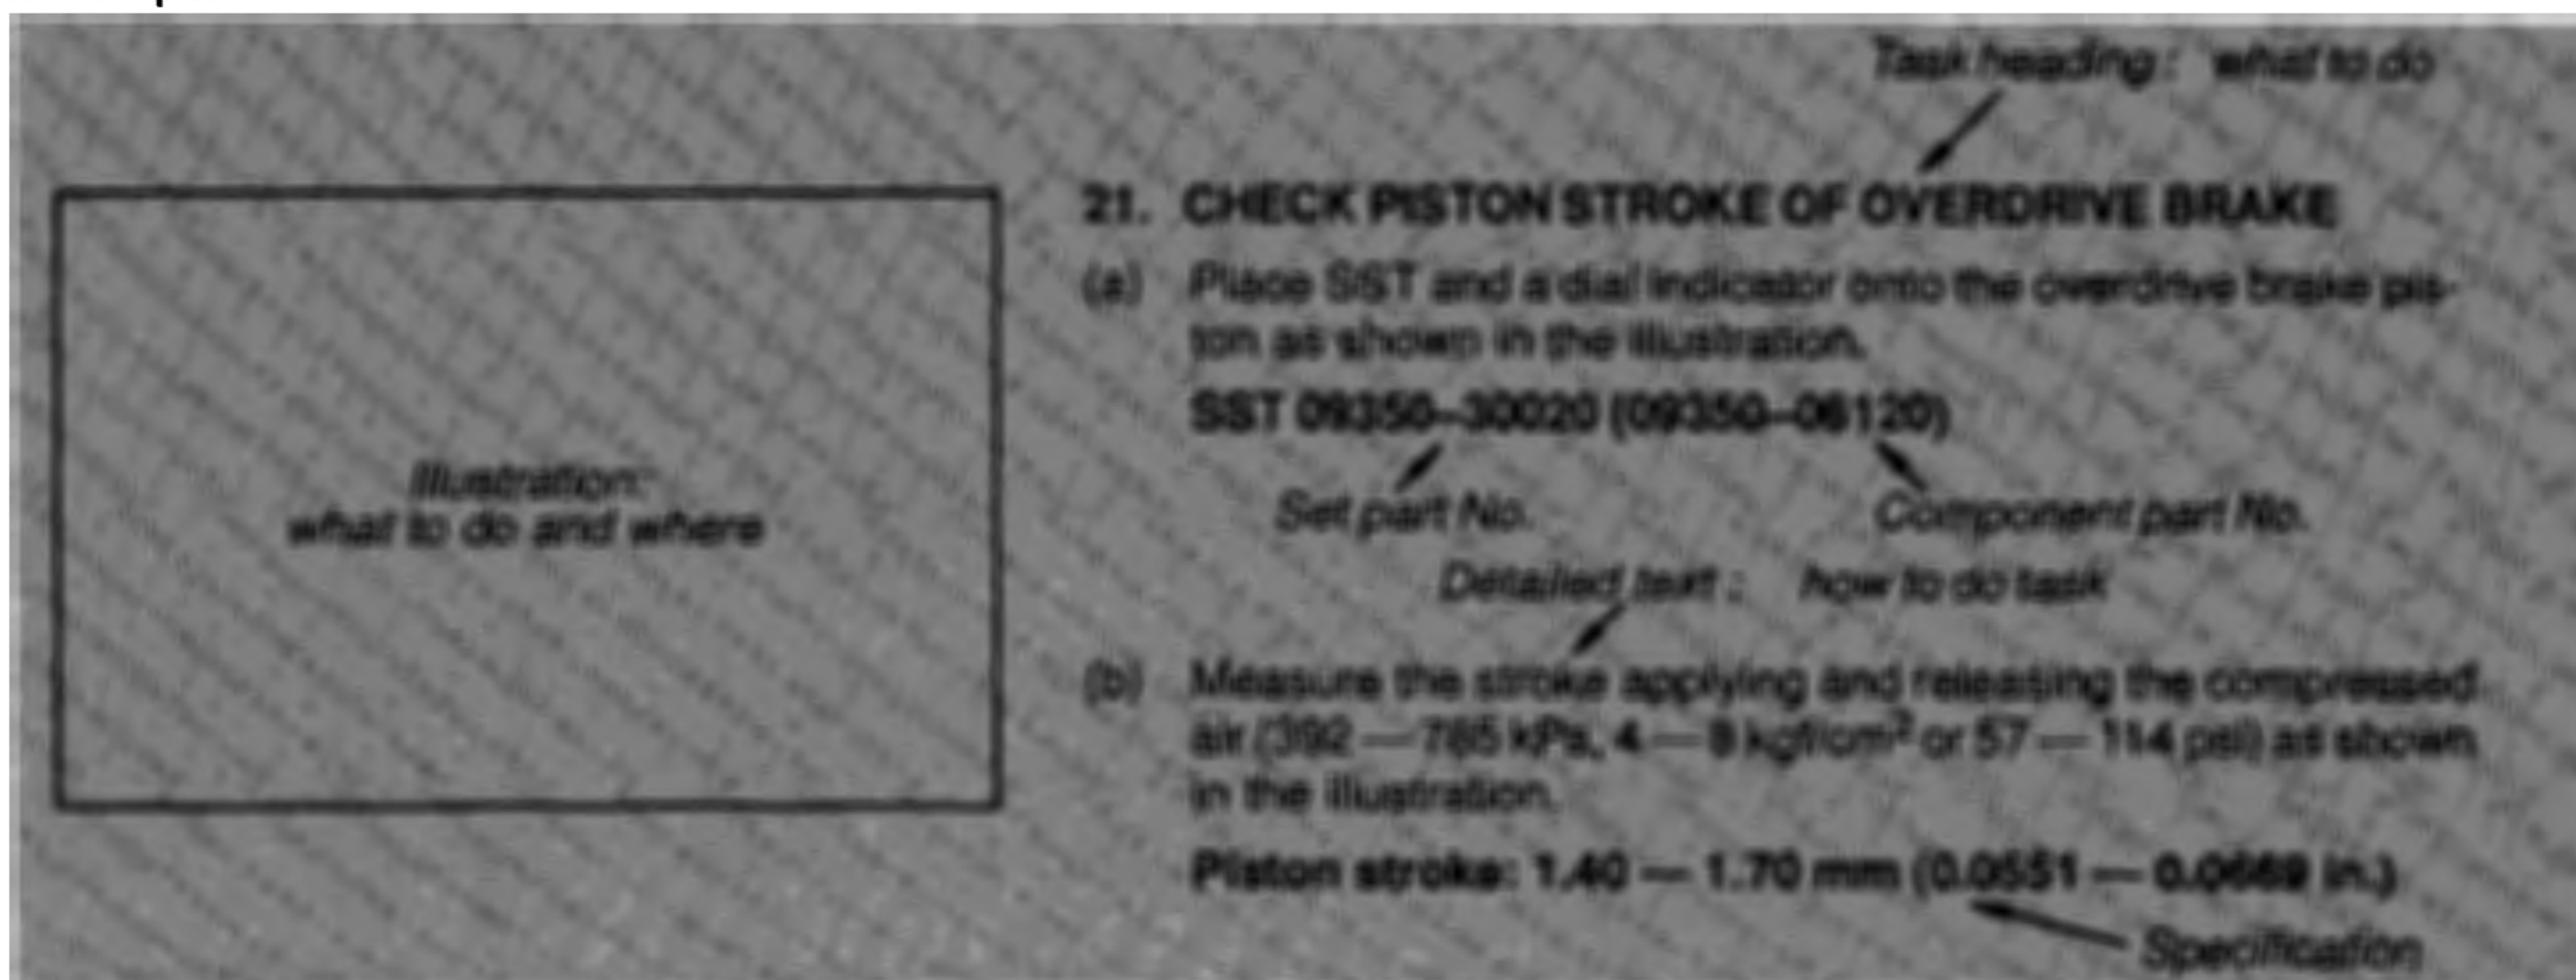 Task heading : what to do
21. CHECK PISTON STROKE OF OVERDRIVE BRAKE
(a) Place SST and a dial indicator onto the overdrive brake pis-
ton as shown in the illustration.
SST 09350–30020 (09350–06120)
Illustration:
what to do and where
Set part No.
Component part No.
Detailed text : how to do task
(b) Measure the stroke applying and releasing the compressed
air (392 — 785 kPa, 4 — 8 kgf/cm² or 57 — 114 psi) as shown
in the illustration.
Piston stroke: 1.40 — 1.70 mm (0.0551 — 0.0669 in.)
Specification